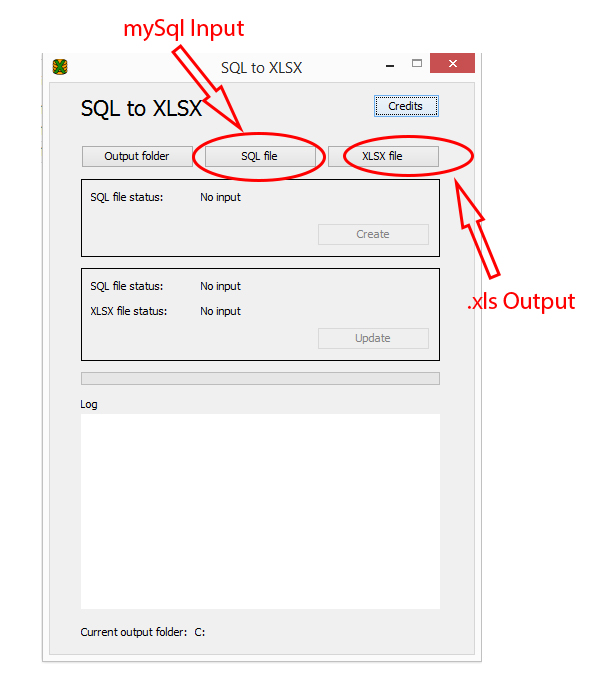 mySql Input
SQL to XLSX
SQL to XLSX
Credits
Output folder
SQL file
XLSX file
SQL file status: No input
Create
SQL file status: No input
XLSX file status: No input
Update
.xls Output
Log
Current output folder: C: